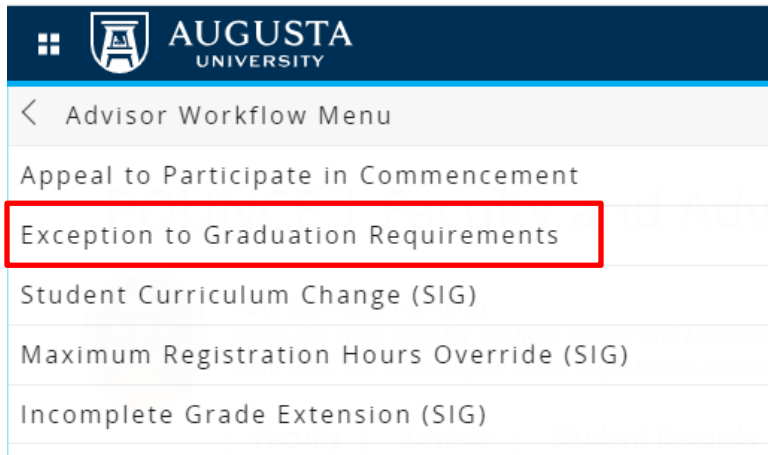 AUGUSTA
UNIVERSITY
Advisor Workflow Menu
Appeal to Participate in Commencement
Exception to Graduation Requirements
Student Curriculum Change (SIG)
Maximum Registration Hours Override (SIG)
Incomplete Grade Extension (SIG)